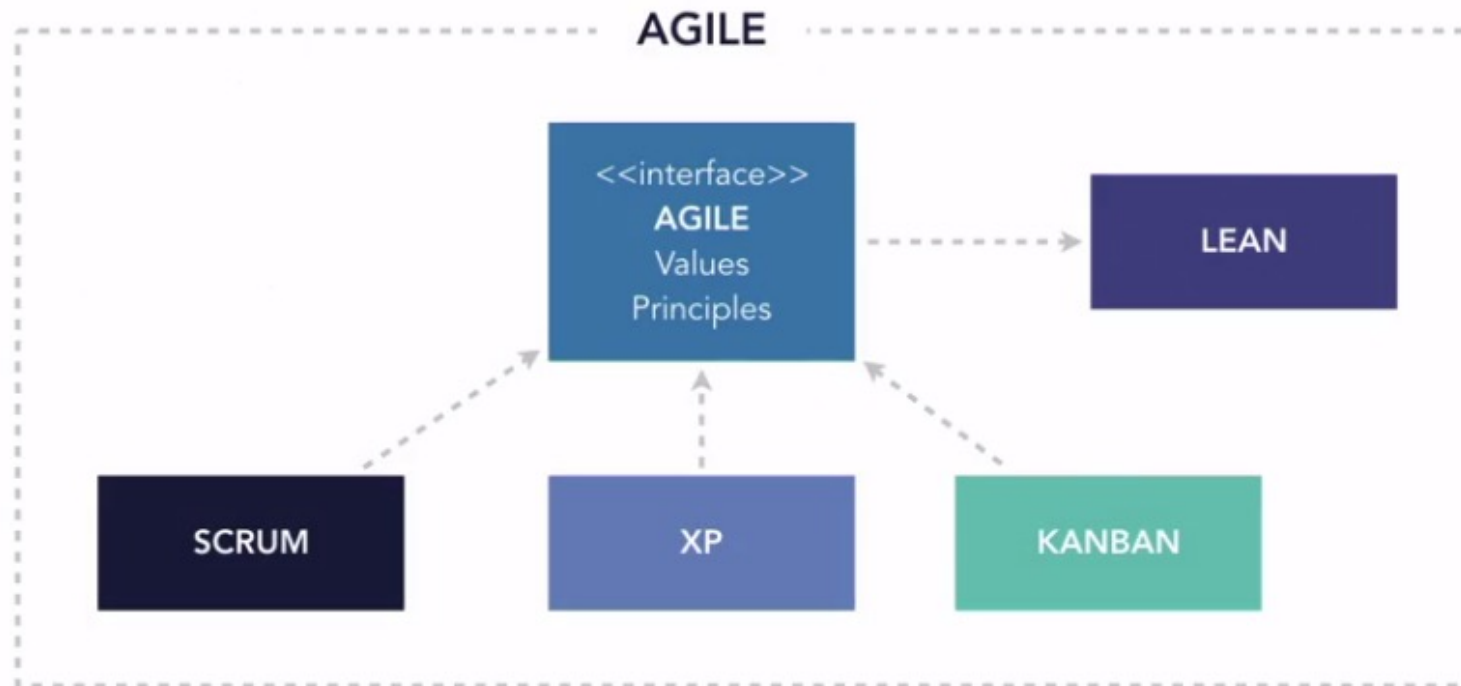 AGILE
<<interface>>
AGILE
Values
Principles
LEAN
SCRUM
XP
KANBAN